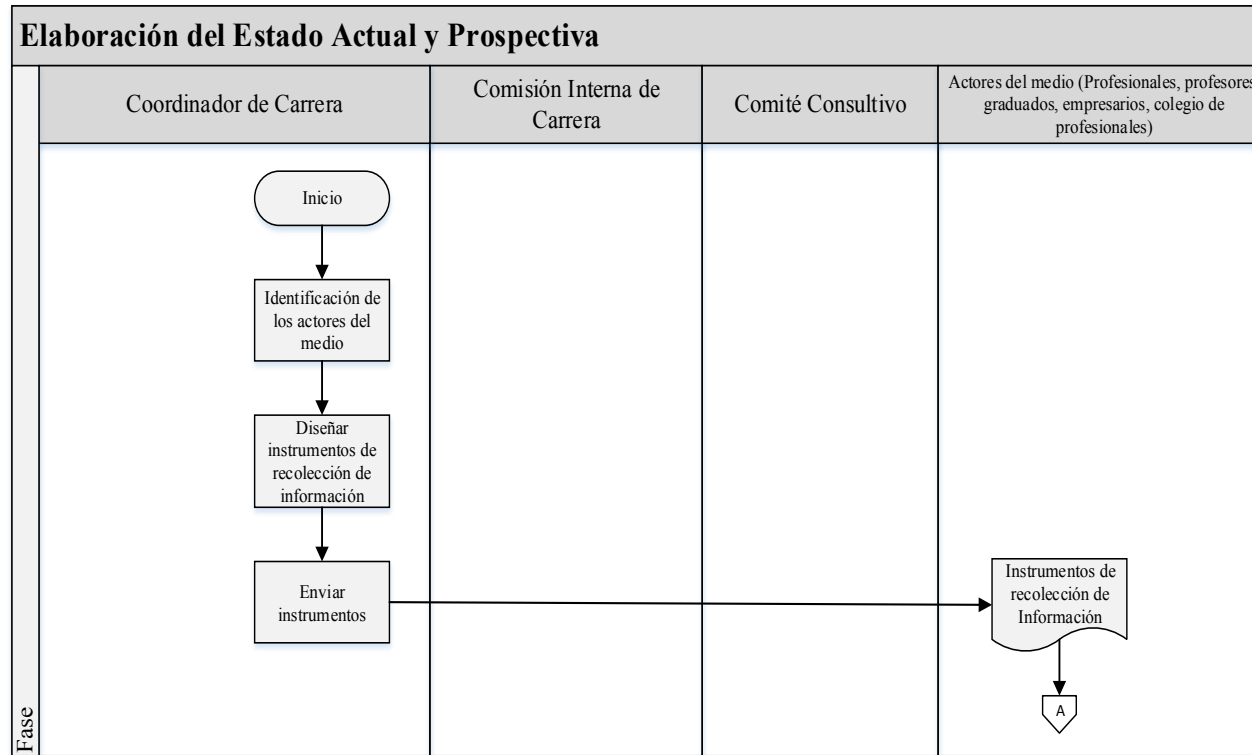 Elaboración del Estado Actual y Prospectiva
Coordinador de Carrera
Comisión Interna de
Carrera
Comité Consultivo
Actores del medio (Profesionales, profesores
graduados, empresarios, colegio de
profesionales)
Inicio
Identificación de
los actores del
medio
Diseñar
instrumentos de
recolección de
información
Enviar
instrumentos
Instrumentos de
recolección de
Información
A
Fase